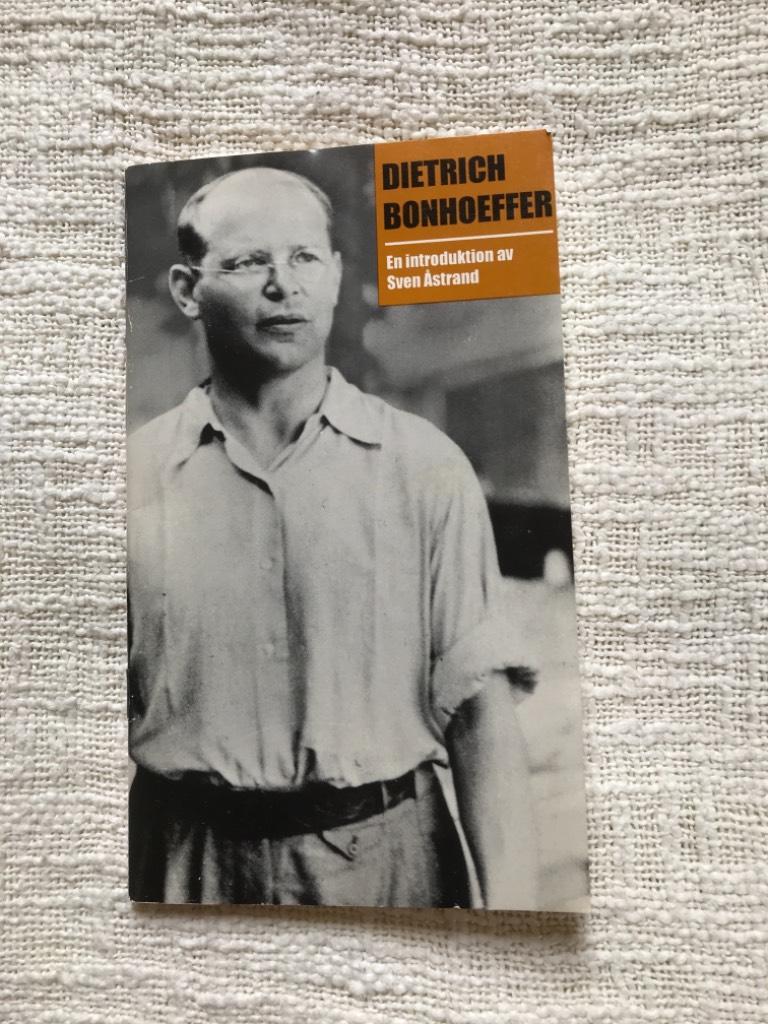 DIETRICH
BONHOEFFER
En introduktion av
Sven Åstrand